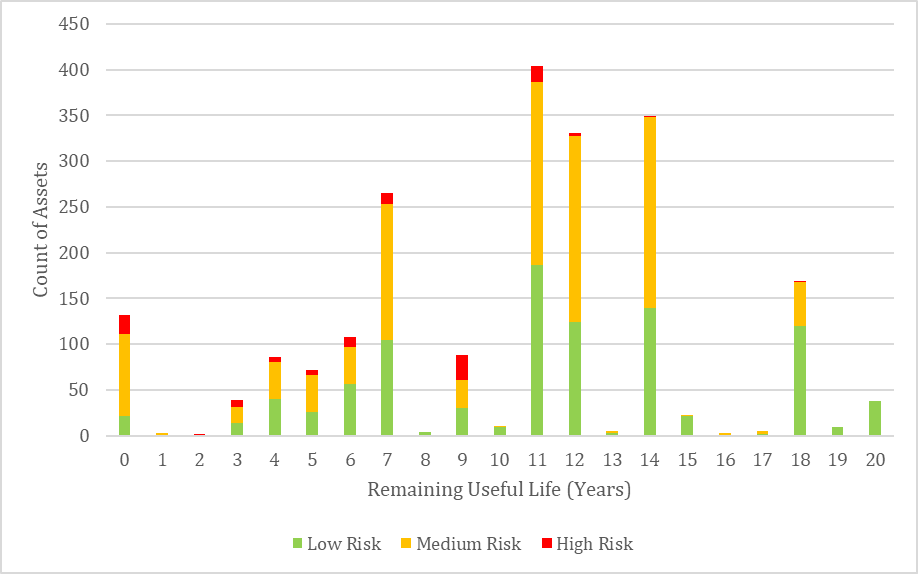 450
400
350
300
250
200
150
100
50
0
Count of Assets
0 1 2 3 4 5 6 7 8 9 10 11 12 13 14 15 16 17 18 19 20
Remaining Useful Life (Years)
Low Risk Medium Risk High Risk